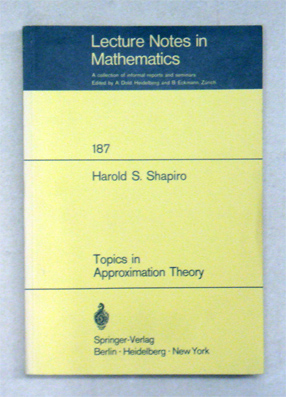 Lecture Notes in
Mathematics
A collection of informal reports and seminars
Edited by A. Dold, Heidelberg and B. Eckmann, Zürich
187
Harold S. Shapiro
Topics in
Approximation Theory
Springer-Verlag
Berlin · Heidelberg · New York